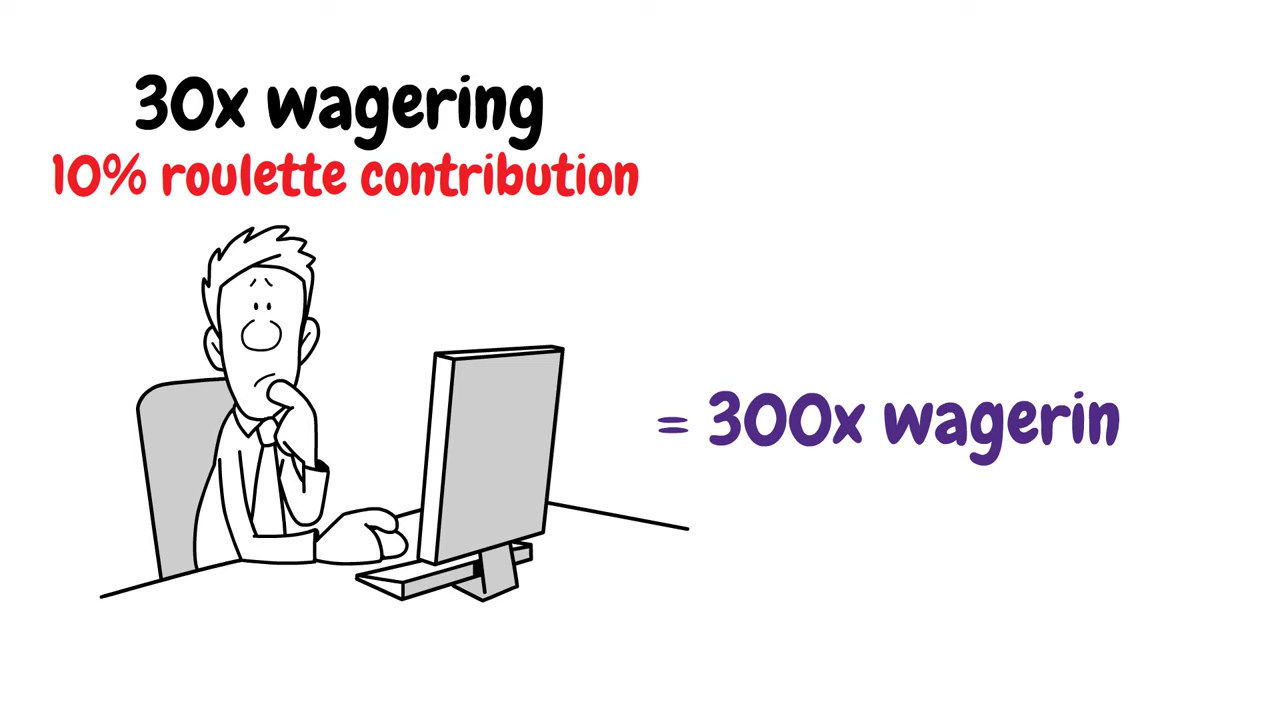 30x wagering
10% roulette contribution
= 300x wagerin